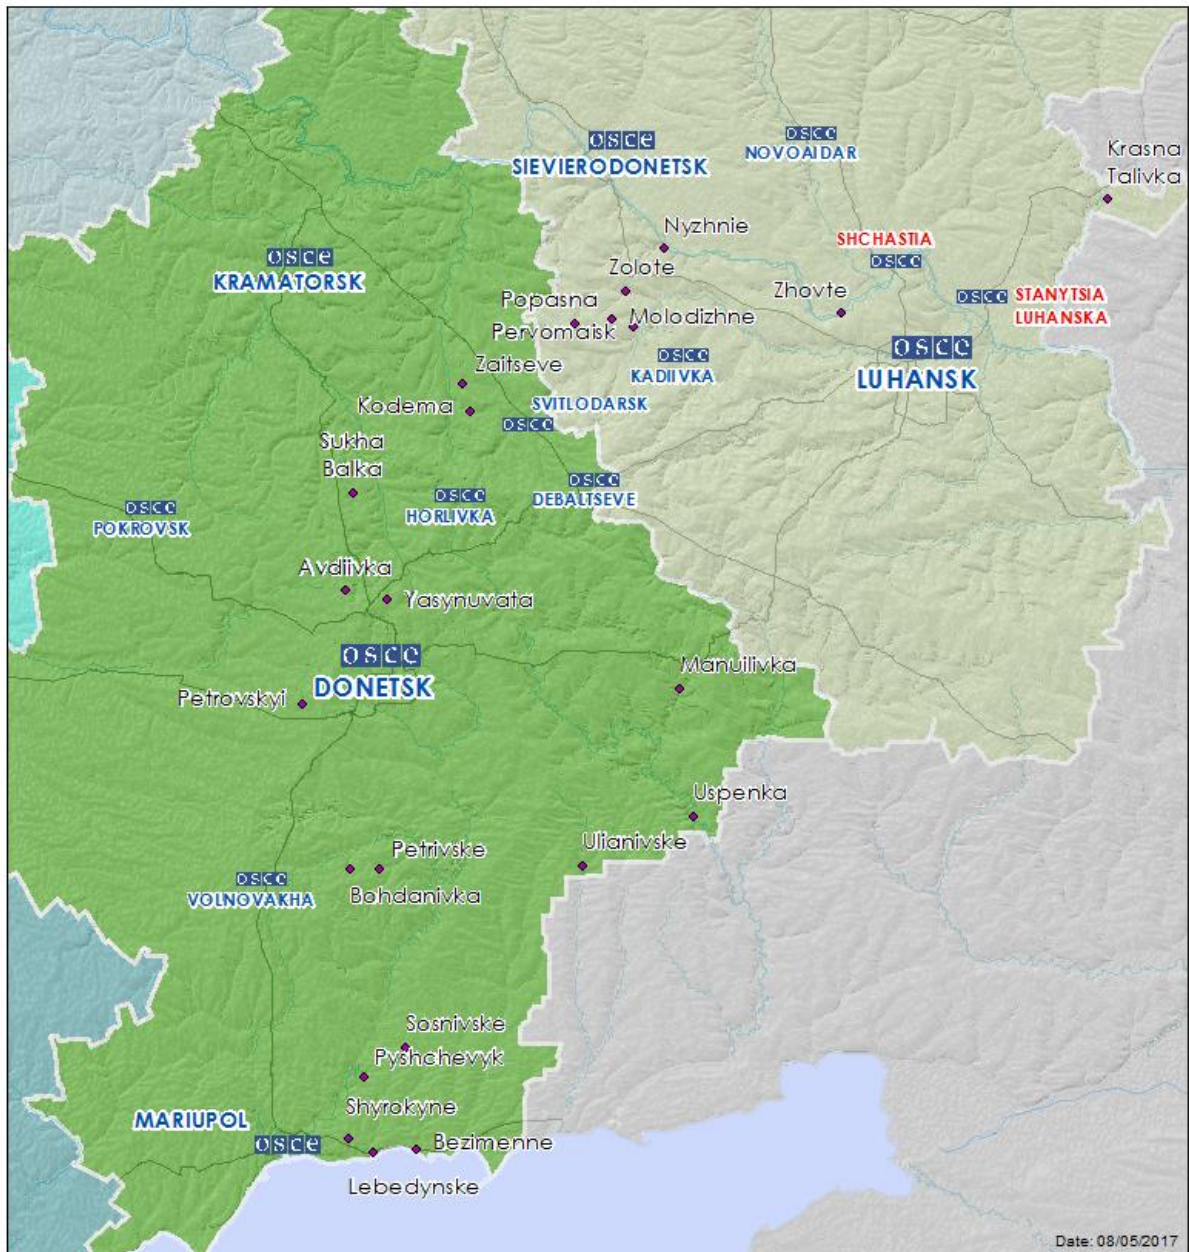 osce
SIEVIERODONETSK
osce
NOVOAIDAR
Krasna
Talivka
Nyzhnie
SHCHASTIA
osce
osce
KRAMATORSK
Zolote
Zhovte
osce
STANYTSIA
LUHANSKA
Popasna
Molodizhne
Pervomaisk
osce
LUHANSK
osce
KADIIVKA
Zaitseve
Kodema
SVITLODARSK
osce
Sukha
Balka
osce
DEBALTSEVE
osce
HORLIVKA
osce
POKROVSK
Avdiivka
Yasynuvata
osce
DONETSK
Manuilivka
Petrovskyi
Uspenka
Ulianivske
Petrivske
osce
VOLNOVAKHA
Bohdanivka
Sosnivske
Pyshchevyk
Shyrokyne
MARIUPOL
osce
Bezimenne
Lebedynske
Date: 08/05/2017